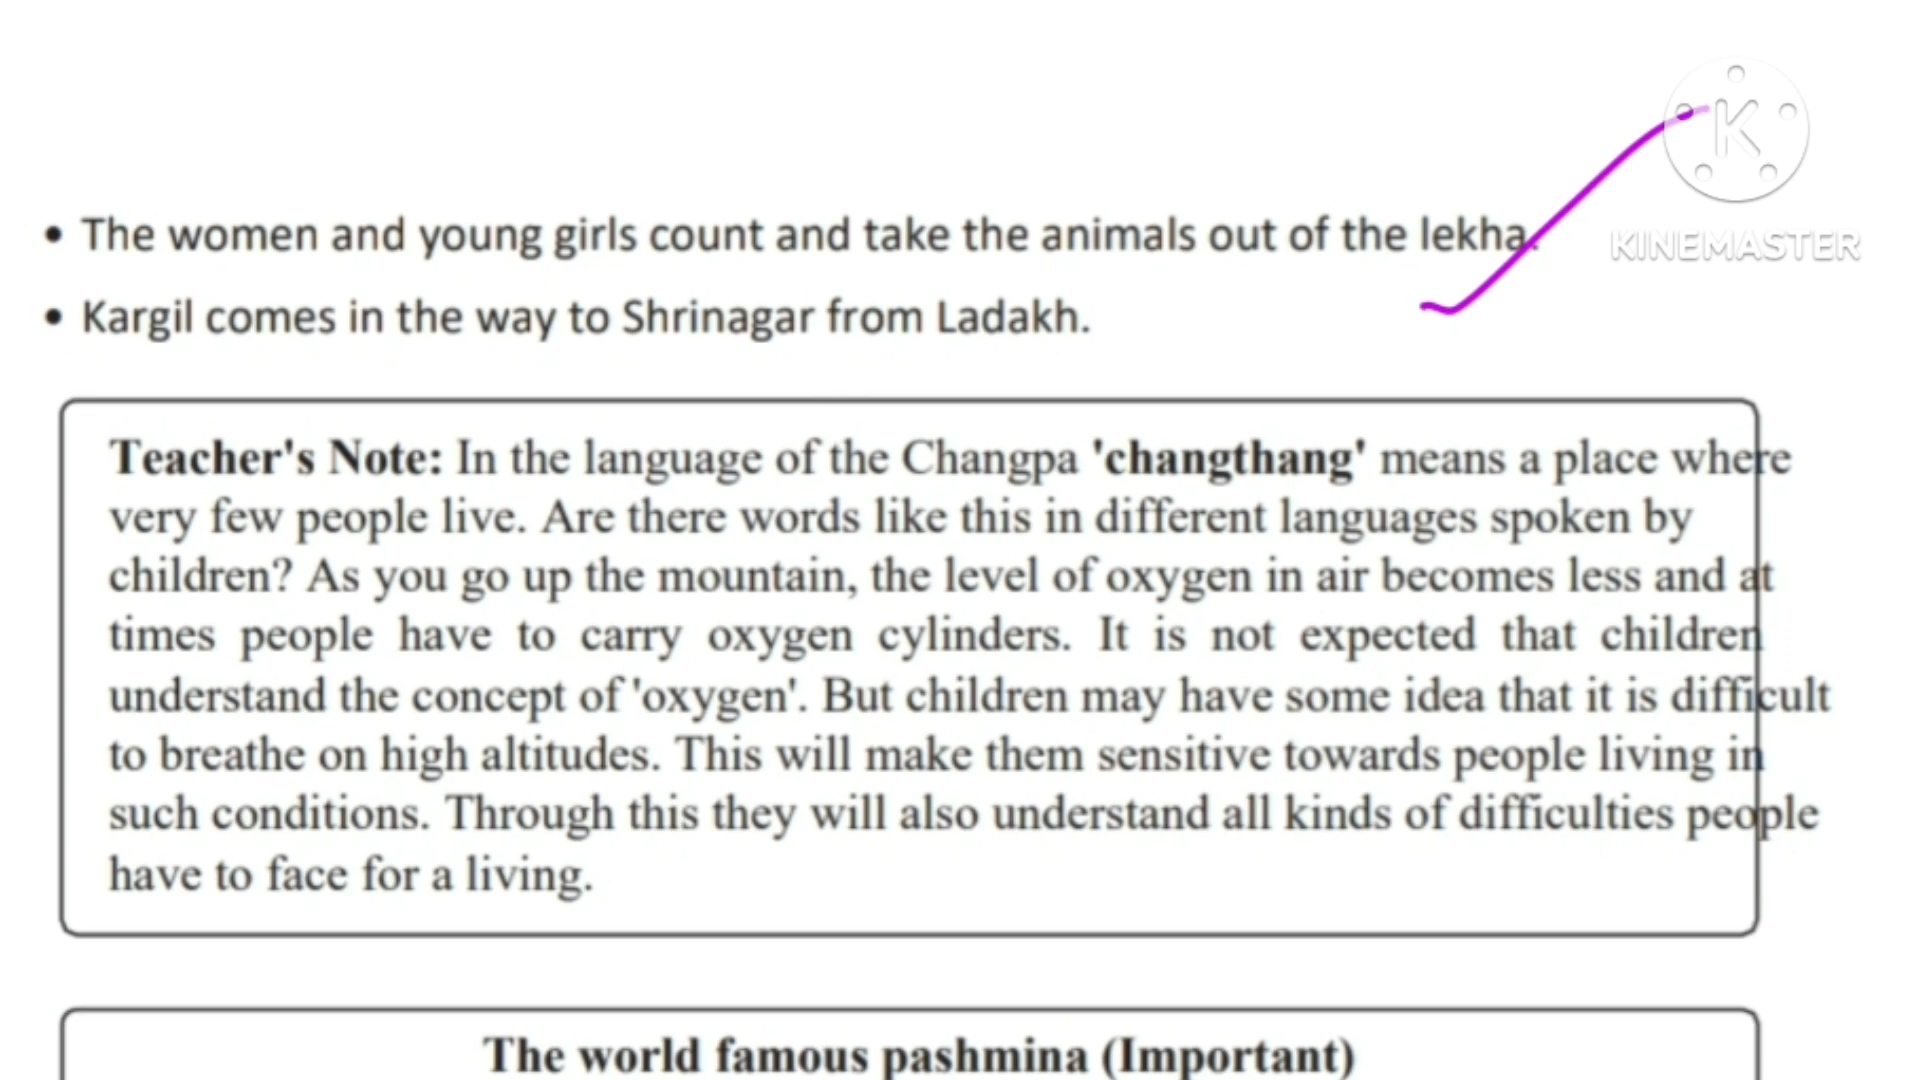 • The women and young girls count and take the animals out of the lekha.
KINEMASTER
• Kargil comes in the way to Shrinagar from Ladakh.
Teacher's Note: In the language of the Changpa 'changthang' means a place where
very few people live. Are there words like this in different languages spoken by
children? As you go up the mountain, the level of oxygen in air becomes less and at
times people have to carry oxygen cylinders. It is not expected that children
understand the concept of 'oxygen'. But children may have some idea that it is difficult
to breathe on high altitudes. This will make them sensitive towards people living in
such conditions. Through this they will also understand all kinds of difficulties people
have to face for a living.
The world famous pashmina (Important)